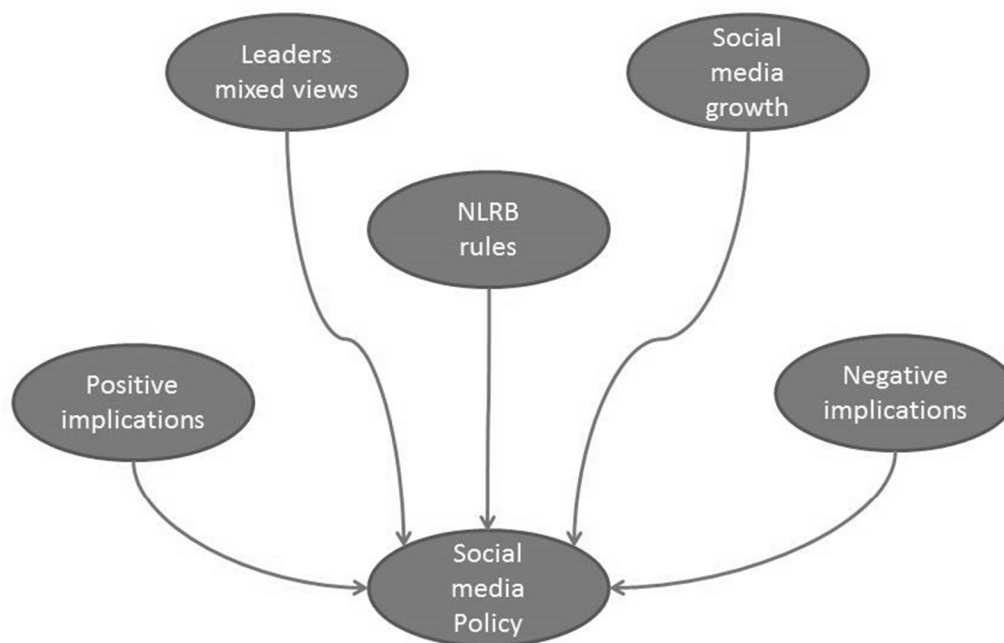 Leaders
mixed views
Social
media
growth
NLRB
rules
Positive
implications
Negative
implications
Social
media
Policy